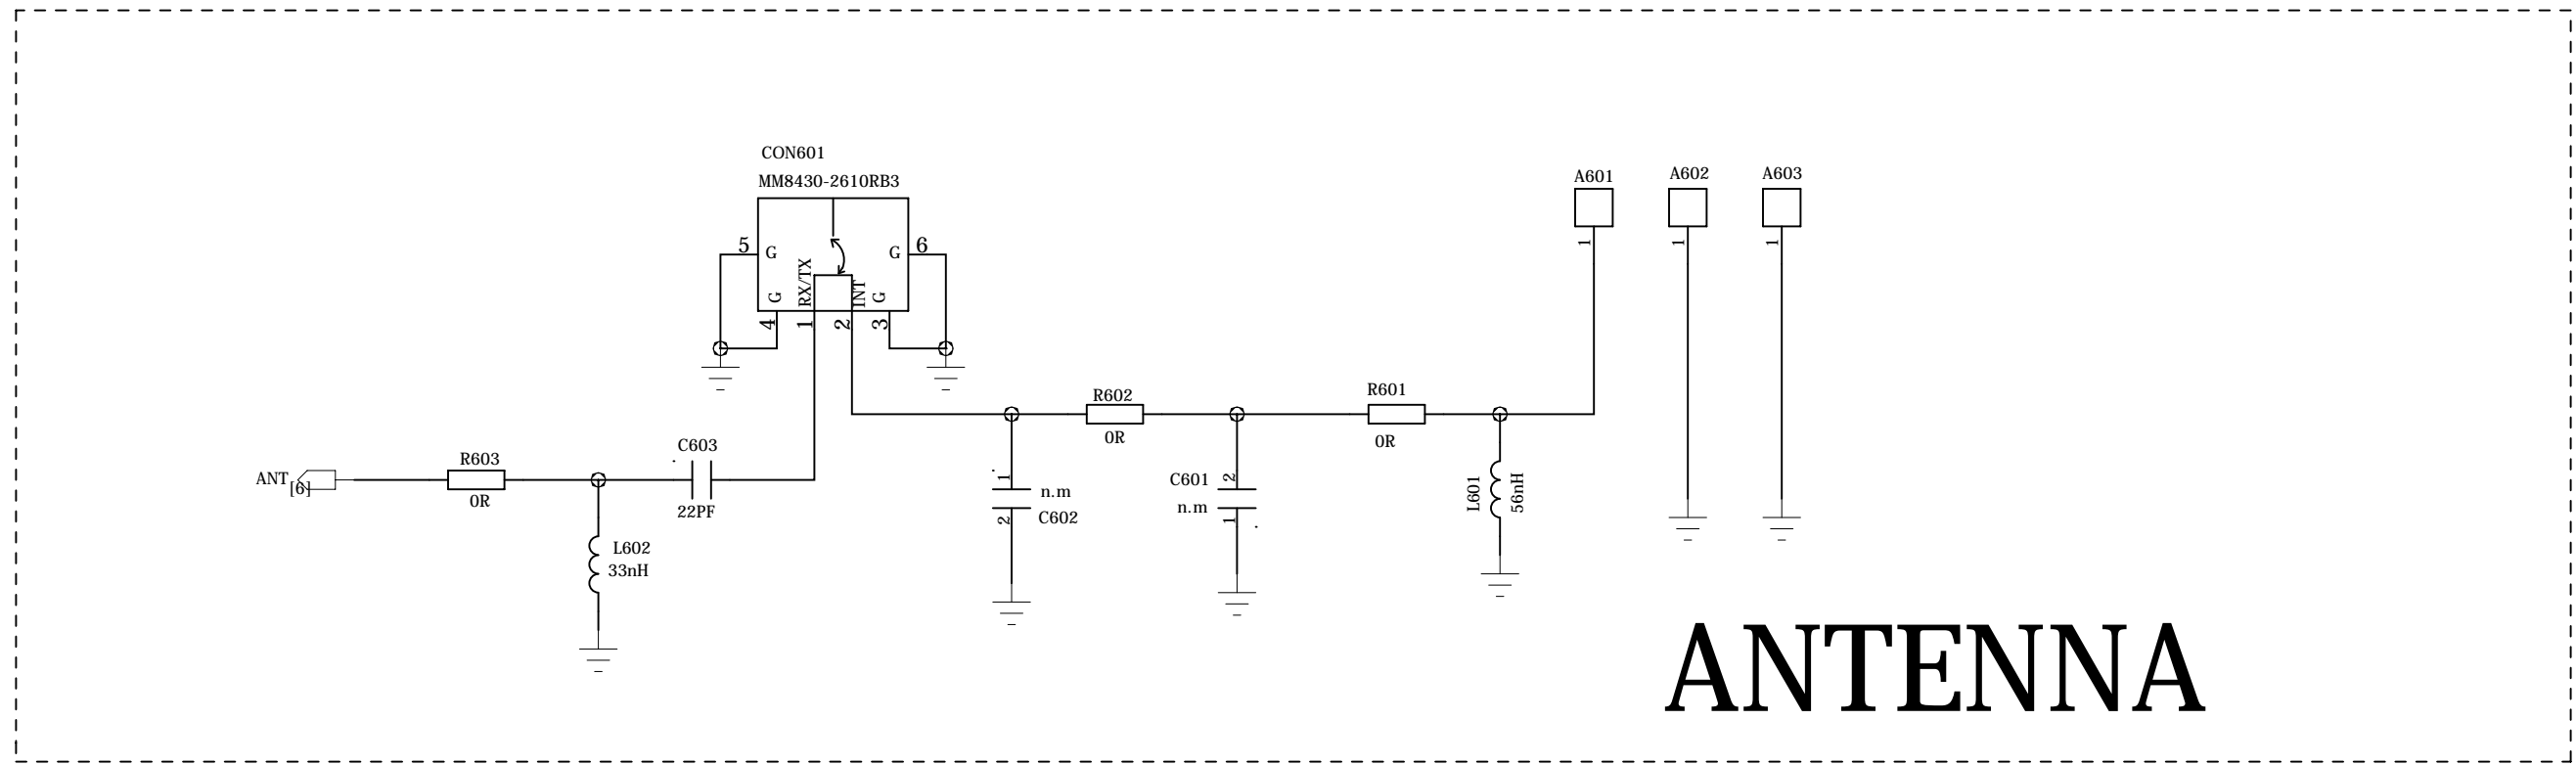 CON601
MM8430-2610RB3
5
G
G
6
G
RX/TX
INT
G
4
1
2
3
A601
A602
A603
1
1
1
R602
0R
R601
0R
C603
22PF
ANT
[6]
R603
0R
L602
33nH
1
n.m
2
C602
C601
2
n.m
1
L601
56nH
ANTENNA